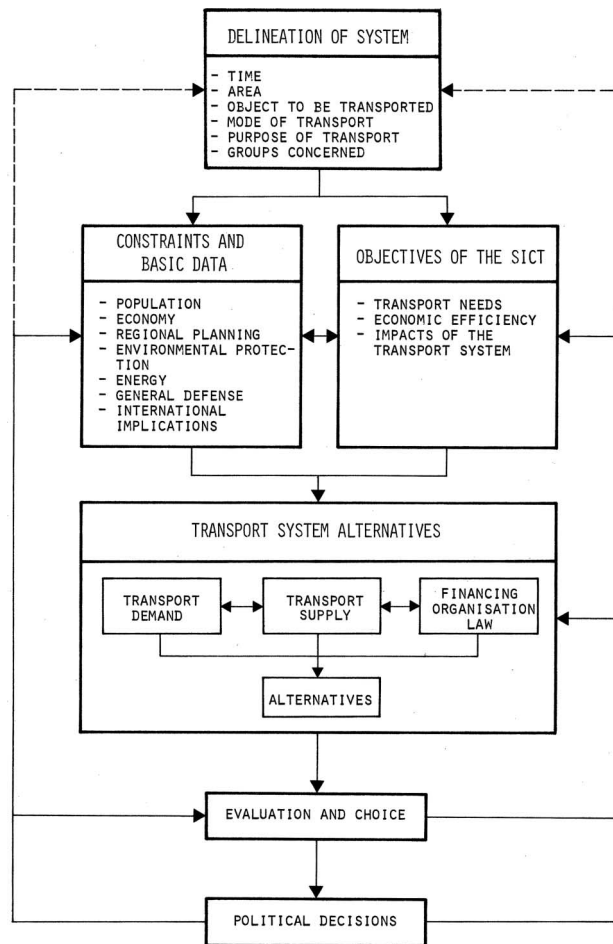 DELINEATION OF SYSTEM
- TIME
- AREA
- OBJECT TO BE TRANSPORTED
- MODE OF TRANSPORT
- PURPOSE OF TRANSPORT
- GROUPS CONCERNED
CONSTRAINTS AND
BASIC DATA
- POPULATION
- ECONOMY
- REGIONAL PLANNING
- ENVIRONMENTAL PROTEC-
TION
- ENERGY
- GENERAL DEFENSE
- INTERNATIONAL
IMPLICATIONS
OBJECTIVES OF THE SICT
- TRANSPORT NEEDS
- ECONOMIC EFFICIENCY
- IMPACTS OF THE
TRANSPORT SYSTEM
TRANSPORT SYSTEM ALTERNATIVES
TRANSPORT
DEMAND
TRANSPORT
SUPPLY
FINANCING
ORGANISATION
LAW
ALTERNATIVES
EVALUATION AND CHOICE
POLITICAL DECISIONS